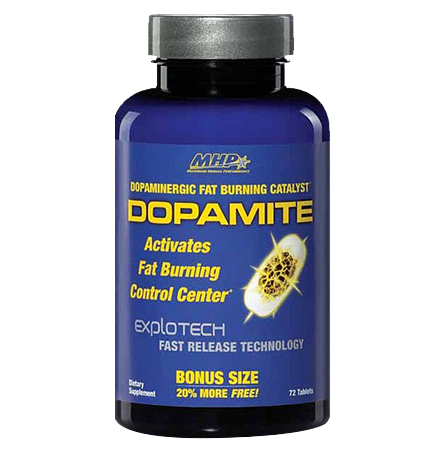 MHP
MAXIMUM HUMAN PERFORMANCE
DOPAMINERGIC FAT BURNING CATALYST*
DOPAMITE
Activates
Fat Burning
Control Center*
explOTECH
FAST RELEASE TECHNOLOGY
Dietary
Supplement
BONUS SIZE
20% MORE FREE!
72 Tablets